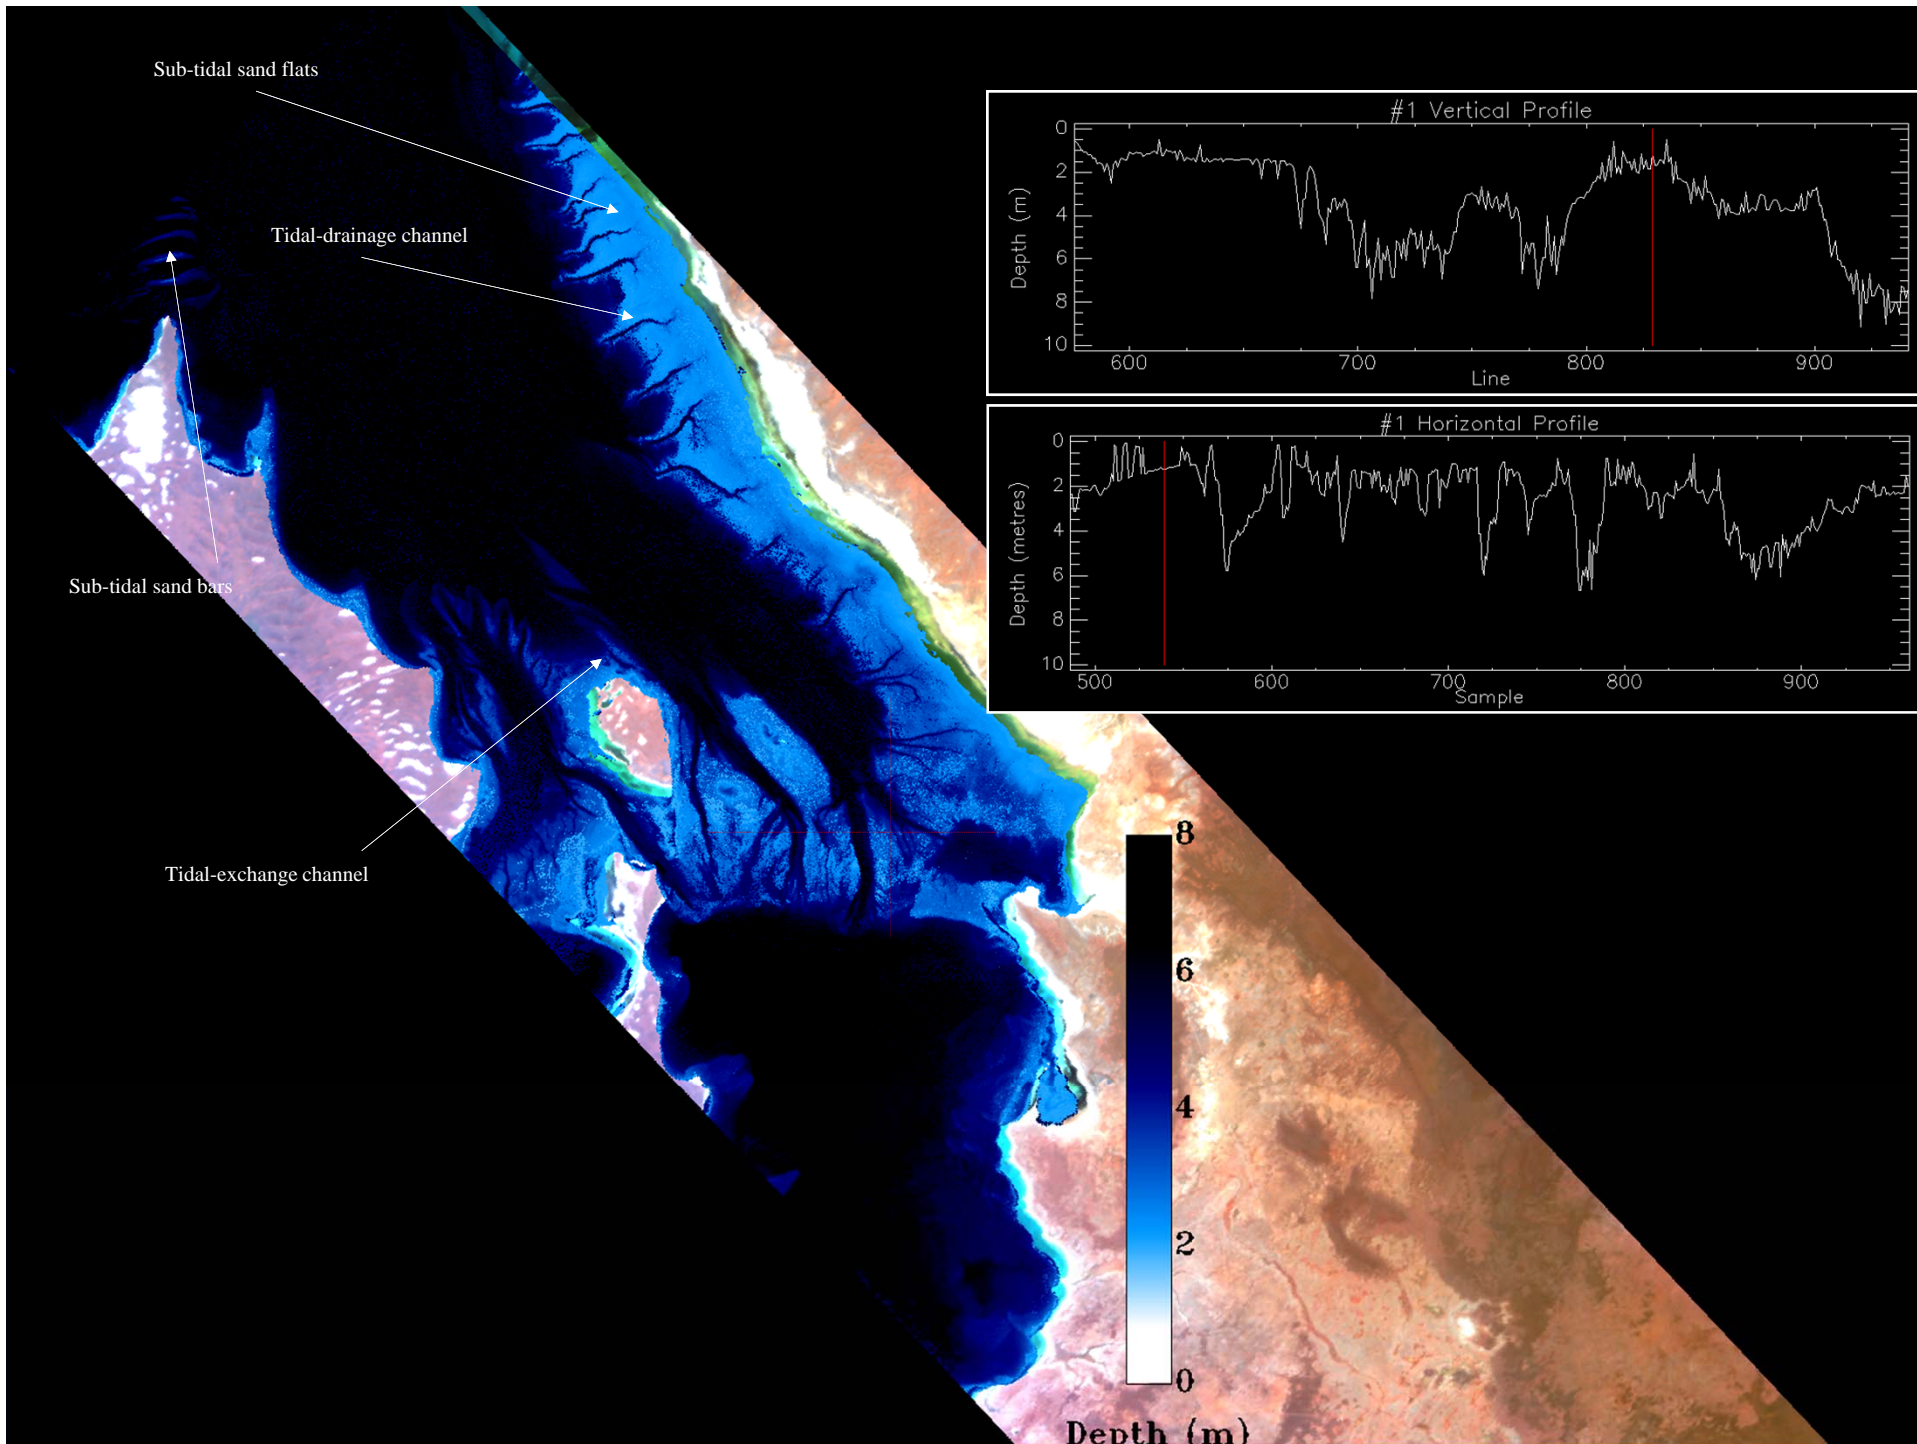 Sub-tidal sand flats
Tidal-drainage channel
Sub-tidal sand bars
Tidal-exchange channel
#1 Vertical Profile
Depth (m)
0
2
4
6
8
10
600
700
800
900
Line
#1 Horizontal Profile
Depth (metres)
0
2
4
6
8
10
500
600
700
800
900
Sample
8
6
4
2
0
Depth (m)